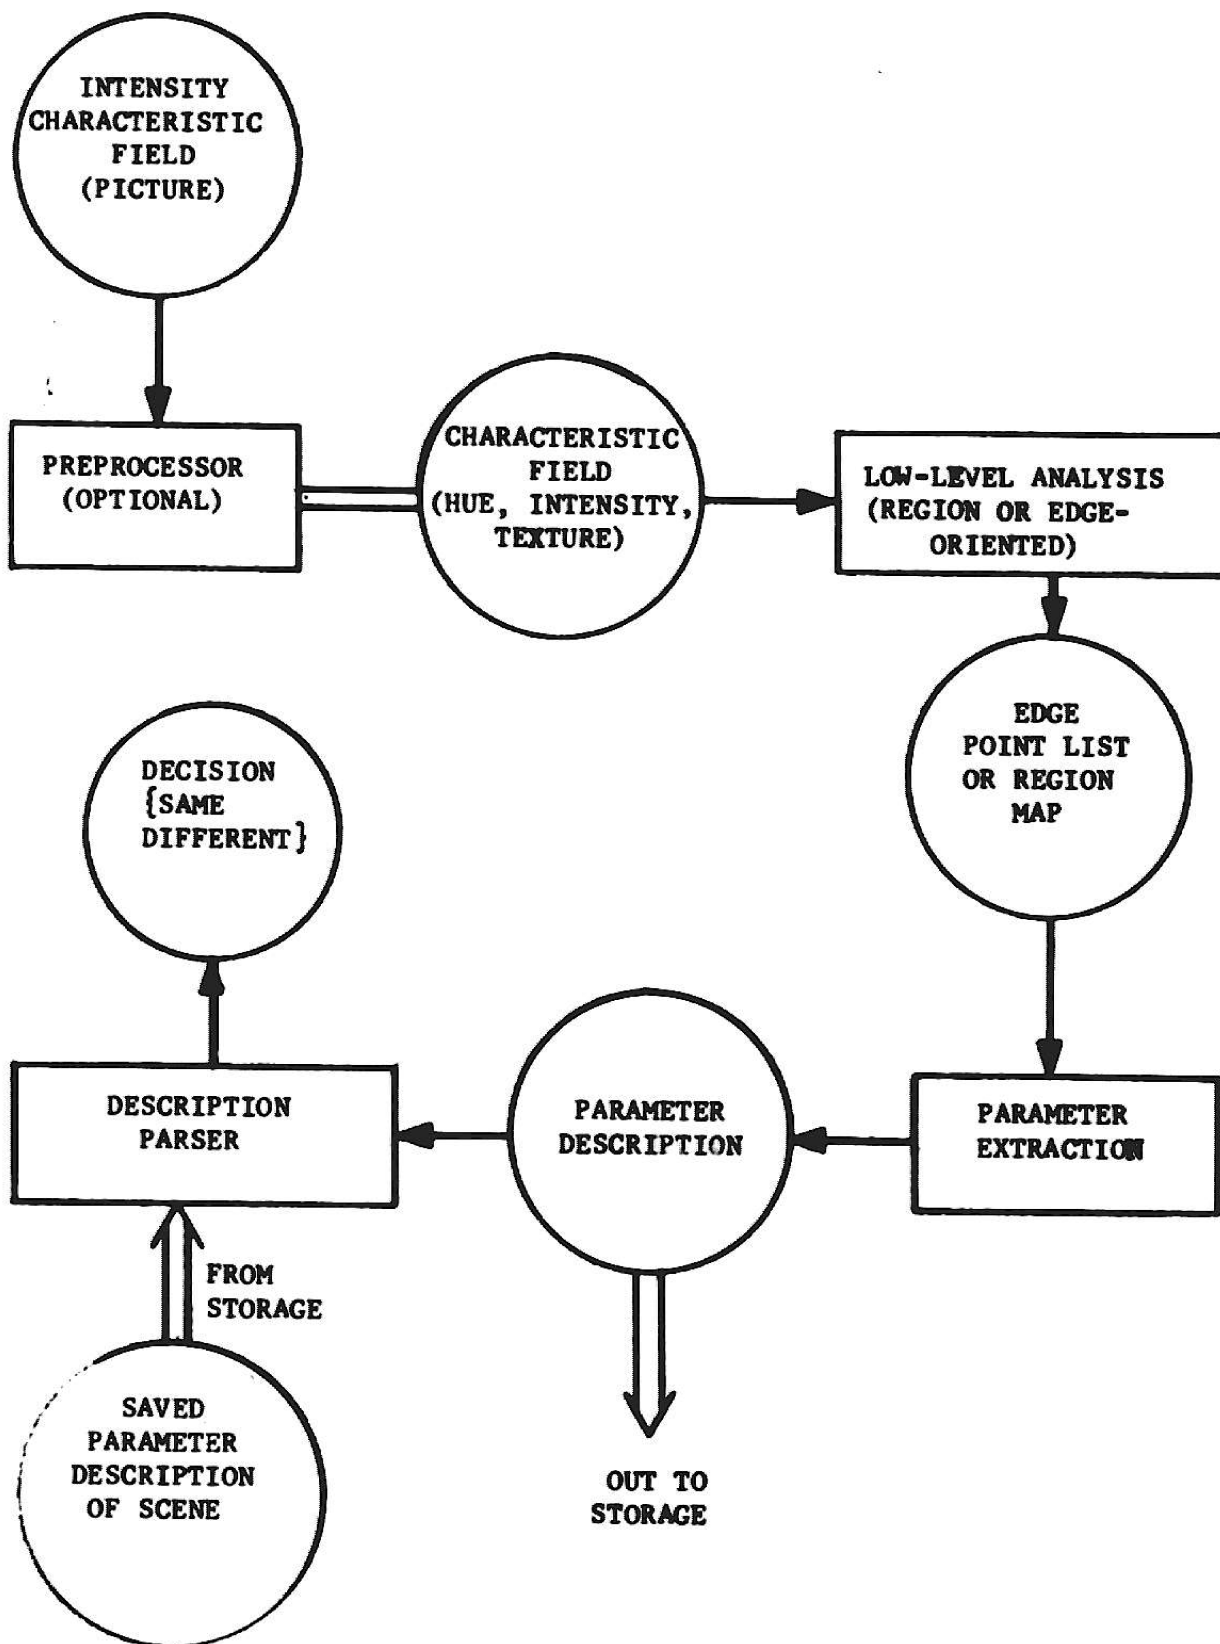 INTENSITY
CHARACTERISTIC
FIELD
(PICTURE)
PREPROCESSOR
(OPTIONAL)
CHARACTERISTIC
FIELD
(HUE, INTENSITY,
TEXTURE)
LOW-LEVEL ANALYSIS
(REGION OR EDGE-
ORIENTED)
EDGE
POINT LIST
OR REGION
MAP
PARAMETER
EXTRACTION
PARAMETER
DESCRIPTION
OUT TO
STORAGE
DESCRIPTION
PARSER
DECISION
{SAME
DIFFERENT}
FROM
STORAGE
SAVED
PARAMETER
DESCRIPTION
OF SCENE